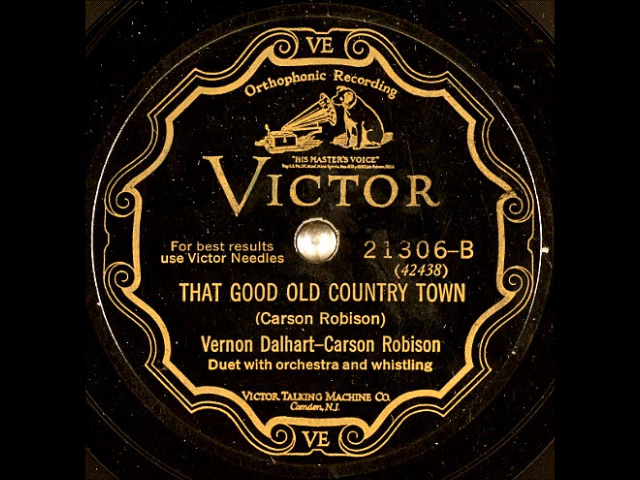 VE
Orthophonic Recording
"HIS MASTER'S VOICE"
VICTOR
For best results
use Victor Needles
21306-B
(42438)
THAT GOOD OLD COUNTRY TOWN
(Carson Robison)
Vernon Dalhart-Carson Robison
Duet with orchestra and whistling
VICTOR TALKING MACHINE CO.
Camden, N.J.
VE